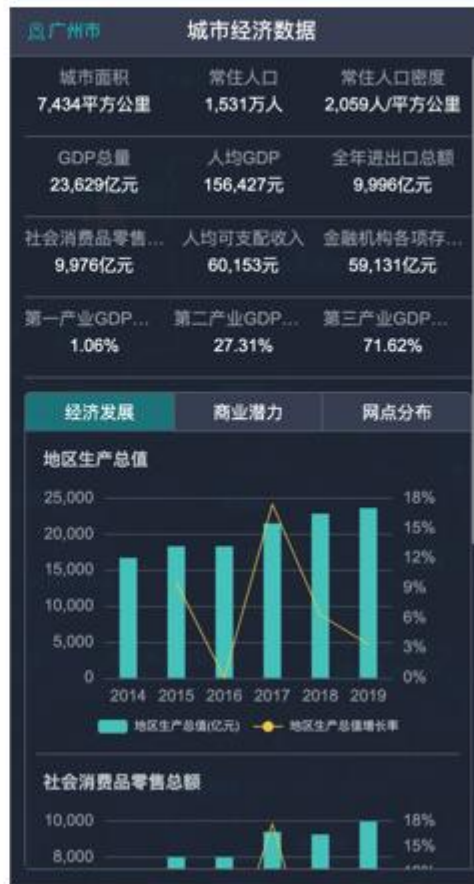 广州市 城市经济数据
城市面积 常住人口 常住人口密度
7,434平方公里 1,531万人 2,059人/平方公里
GDP总量 人均GDP 全年进出口总额
23,629亿元 156,427元 9,996亿元
社会消费品零售... 人均可支配收入 金融机构各项存...
9,976亿元 60,153元 59,131亿元
第一产业GDP... 第二产业GDP... 第三产业GDP...
1.06% 27.31% 71.62%
经济发展 商业潜力 网点分布
地区生产总值
25,000 18%
20,000 15%
15,000 12%
10,000 9%
5,000 6%
0 3%
0%
2014 2015 2016 2017 2018 2019
地区生产总值(亿元) 地区生产总值增长率
社会消费品零售总额
10,000 18%
8,000 15%